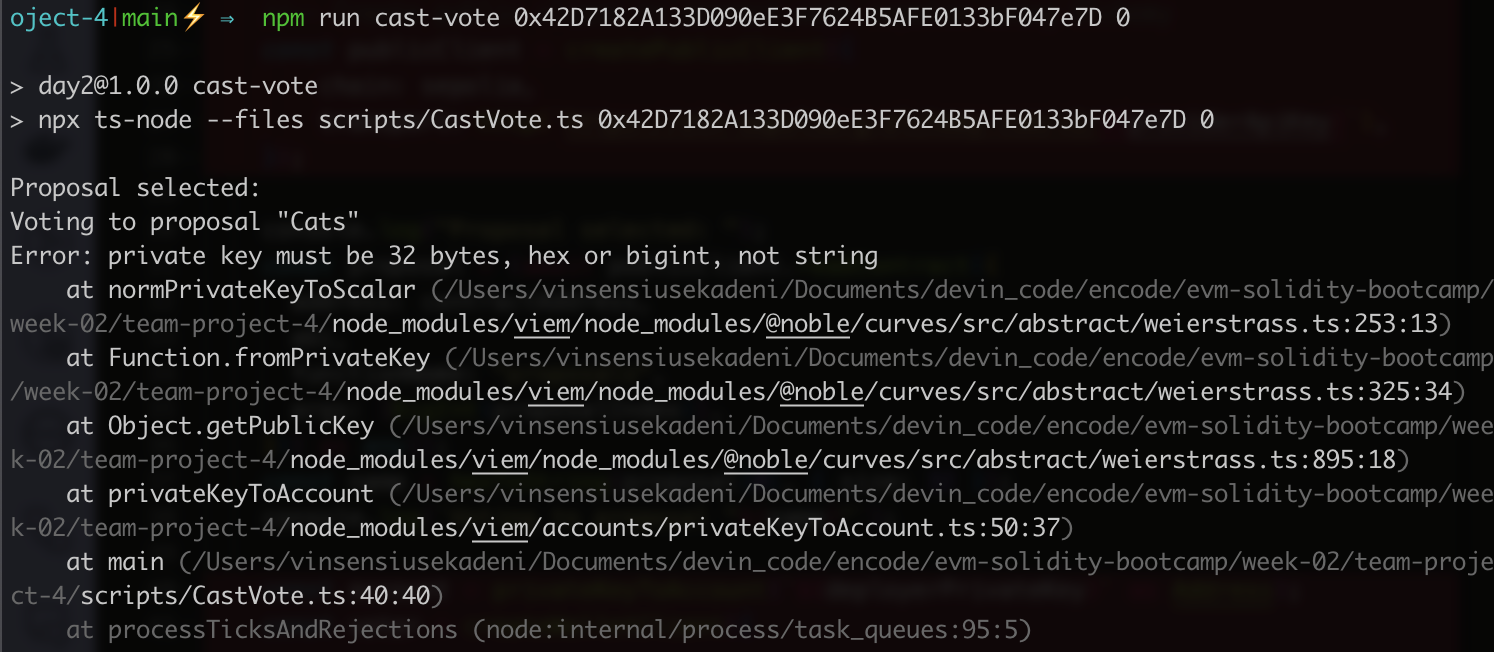 oject-4|main⚡ ⇒ npm run cast-vote 0x42D7182A133D090eE3F7624B5AFE0133bF047e7D 0
> day2@1.0.0 cast-vote
> npx ts-node --files scripts/CastVote.ts 0x42D7182A133D090eE3F7624B5AFE0133bF047e7D 0
Proposal selected:
Voting to proposal "Cats"
Error: private key must be 32 bytes, hex or bigint, not string
at normPrivateKeyToScalar (/Users/vinsensiusekadeni/Documents/devin_code/encode/evm-solidity-bootcamp/
week-02/team-project-4/node_modules/viem/node_modules/@noble/curves/src/abstract/weierstrass.ts:253:13)
at Function.fromPrivateKey (/Users/vinsensiusekadeni/Documents/devin_code/encode/evm-solidity-bootcamp
/week-02/team-project-4/node_modules/viem/node_modules/@noble/curves/src/abstract/weierstrass.ts:325:34)
at Object.getPublicKey (/Users/vinsensiusekadeni/Documents/devin_code/encode/evm-solidity-bootcamp/wee
k-02/team-project-4/node_modules/viem/node_modules/@noble/curves/src/abstract/weierstrass.ts:895:18)
at privateKeyToAccount (/Users/vinsensiusekadeni/Documents/devin_code/encode/evm-solidity-bootcamp/wee
k-02/team-project-4/node_modules/viem/accounts/privateKeyToAccount.ts:50:37)
at main (/Users/vinsensiusekadeni/Documents/devin_code/encode/evm-solidity-bootcamp/week-02/team-proje
ct-4/scripts/CastVote.ts:40:40)
at processTicksAndRejections (node:internal/process/task_queues:95:5)